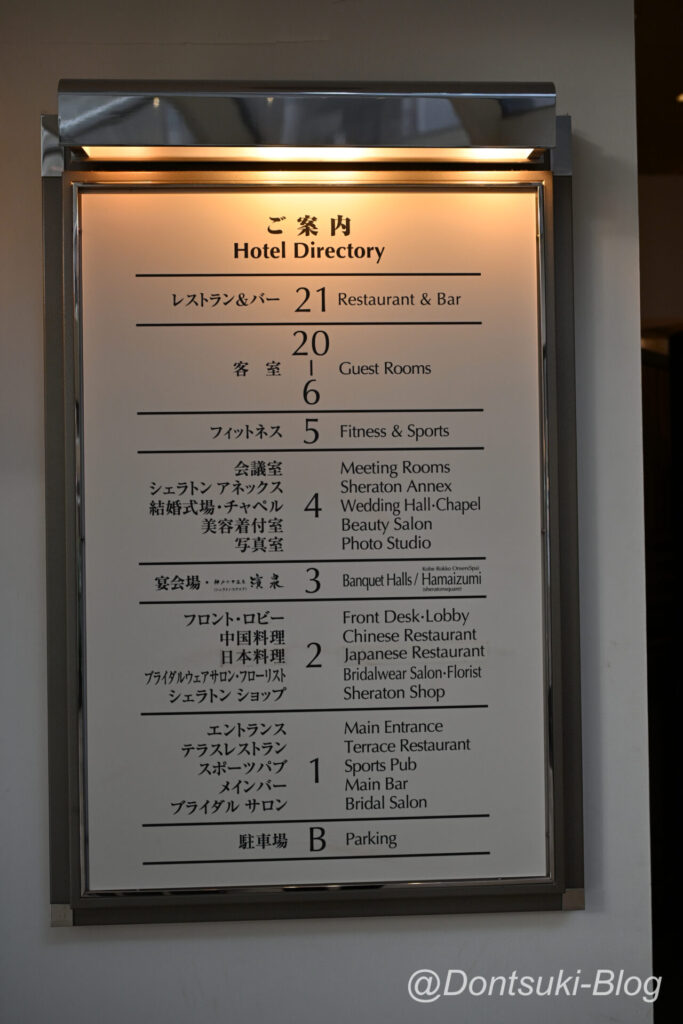 ご案内
Hotel Directory
レストラン&バー 21 Restaurant & Bar
20
客室 | Guest Rooms
6
フィットネス 5 Fitness & Sports
会議室 Meeting Rooms
シェラトン アネックス Sheraton Annex
結婚式場・チャペル 4 Wedding Hall・Chapel
美容着付室 Beauty Salon
写真室 Photo Studio
Kobe Rokko Onsen(Spa)
宴会場・濱泉 3 Banquet Halls / Hamaizumi
(sheratonsquare)
フロント・ロビー Front Desk・Lobby
中国料理 Chinese Restaurant
日本料理 2 Japanese Restaurant
ブライダルウェアサロン・フローリスト Bridalwear Salon・Florist
シェラトン ショップ Sheraton Shop
エントランス Main Entrance
テラスレストラン Terrace Restaurant
スポーツパブ 1 Sports Pub
メインバー Main Bar
ブライダル サロン Bridal Salon
駐車場 B Parking
@Dontsuki-Blog